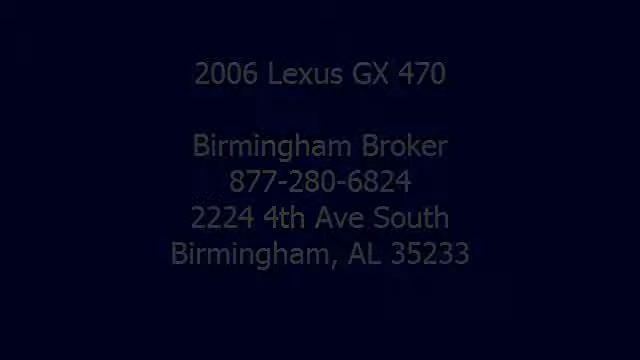 2006 Lexus GX 470
Birmingham Broker
877-280-6824
2224 4th Ave South
Birmingham, AL 35233